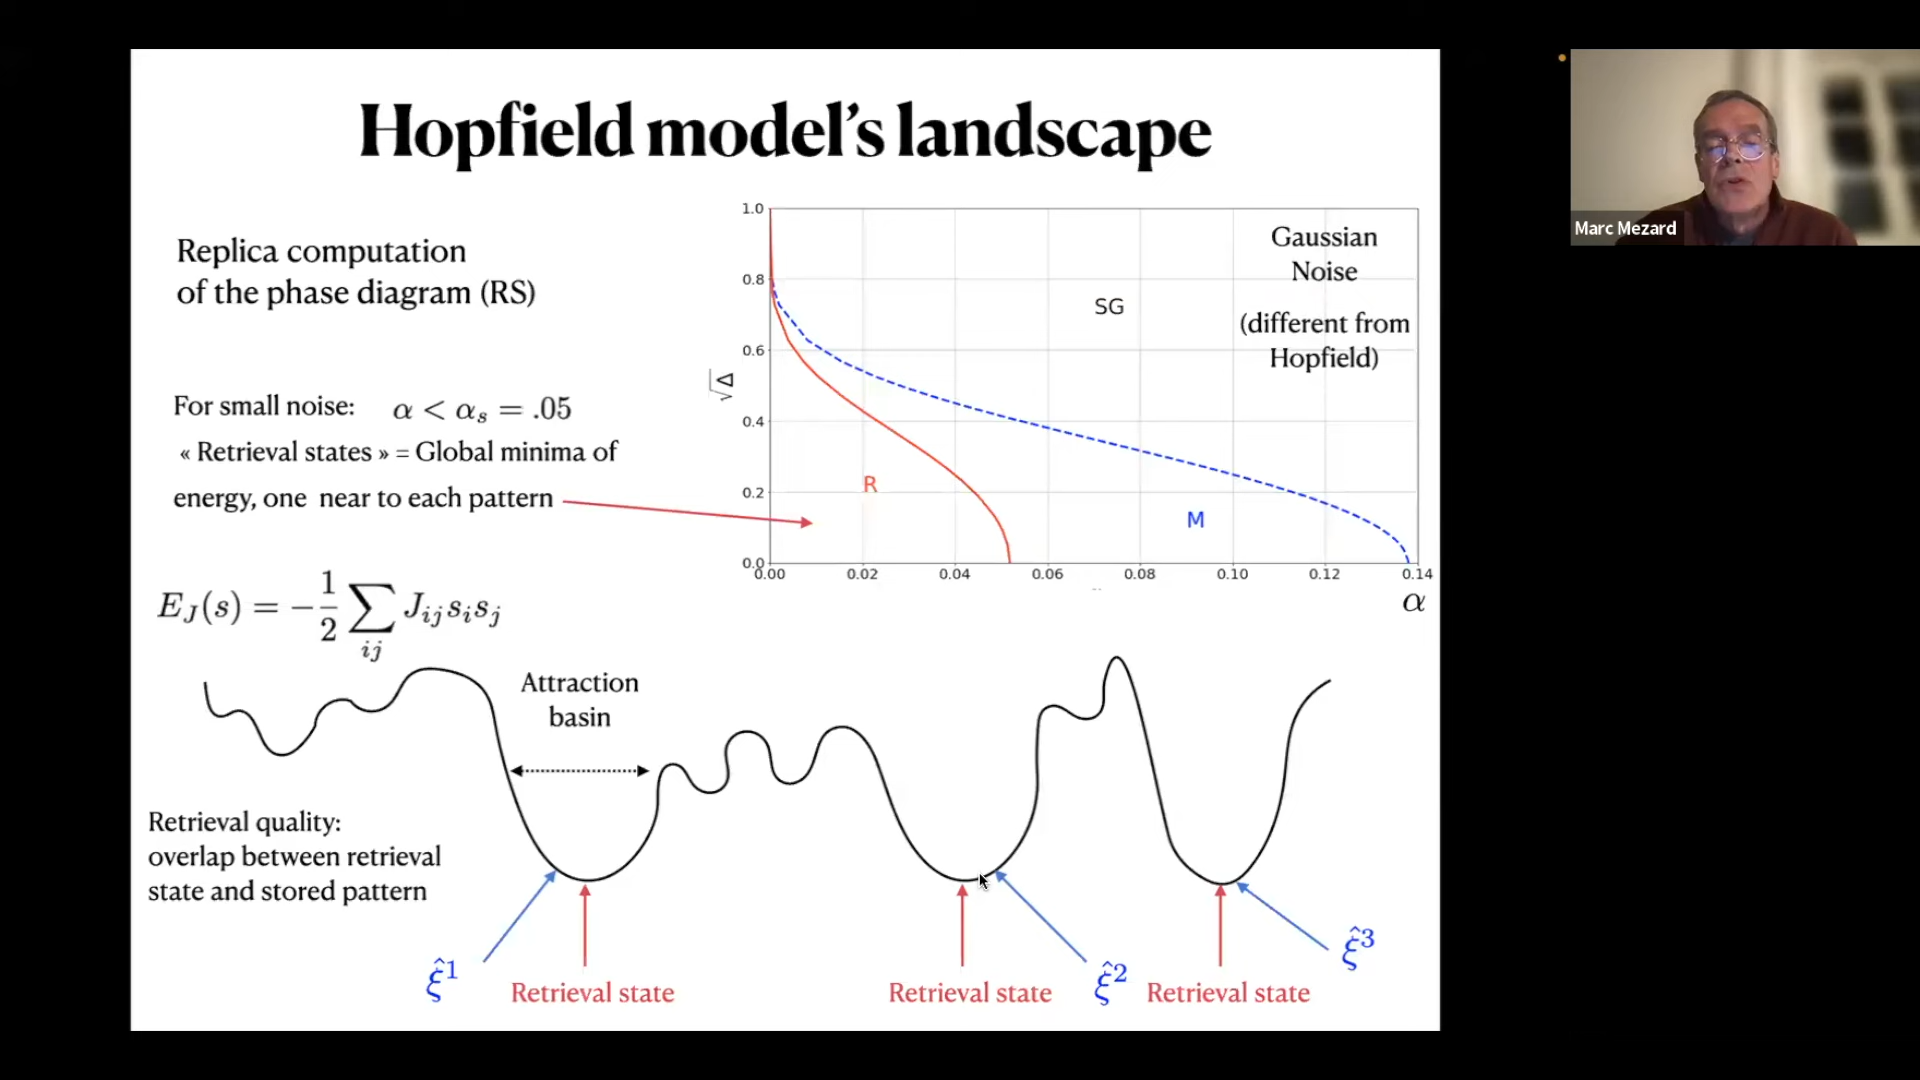 Hopfield model's landscape
Replica computation
of the phase diagram (RS)
For small noise: α < αₛ = .05
« Retrieval states » = Global minima of
energy, one near to each pattern
E_J(s) = −1/2 ∑_{ij} J_{ij} s_i s_j
1.0
0.8
0.6
0.4
0.2
0.0
√Δ
0.00 0.02 0.04 0.06 0.08 0.10 0.12 0.14
α
SG
R
M
Gaussian
Noise
(different from
Hopfield)
Attraction
basin
Retrieval quality:
overlap between retrieval
state and stored pattern
ξ̂¹
Retrieval state
Retrieval state
ξ̂²
Retrieval state
ξ̂³
Marc Mezard